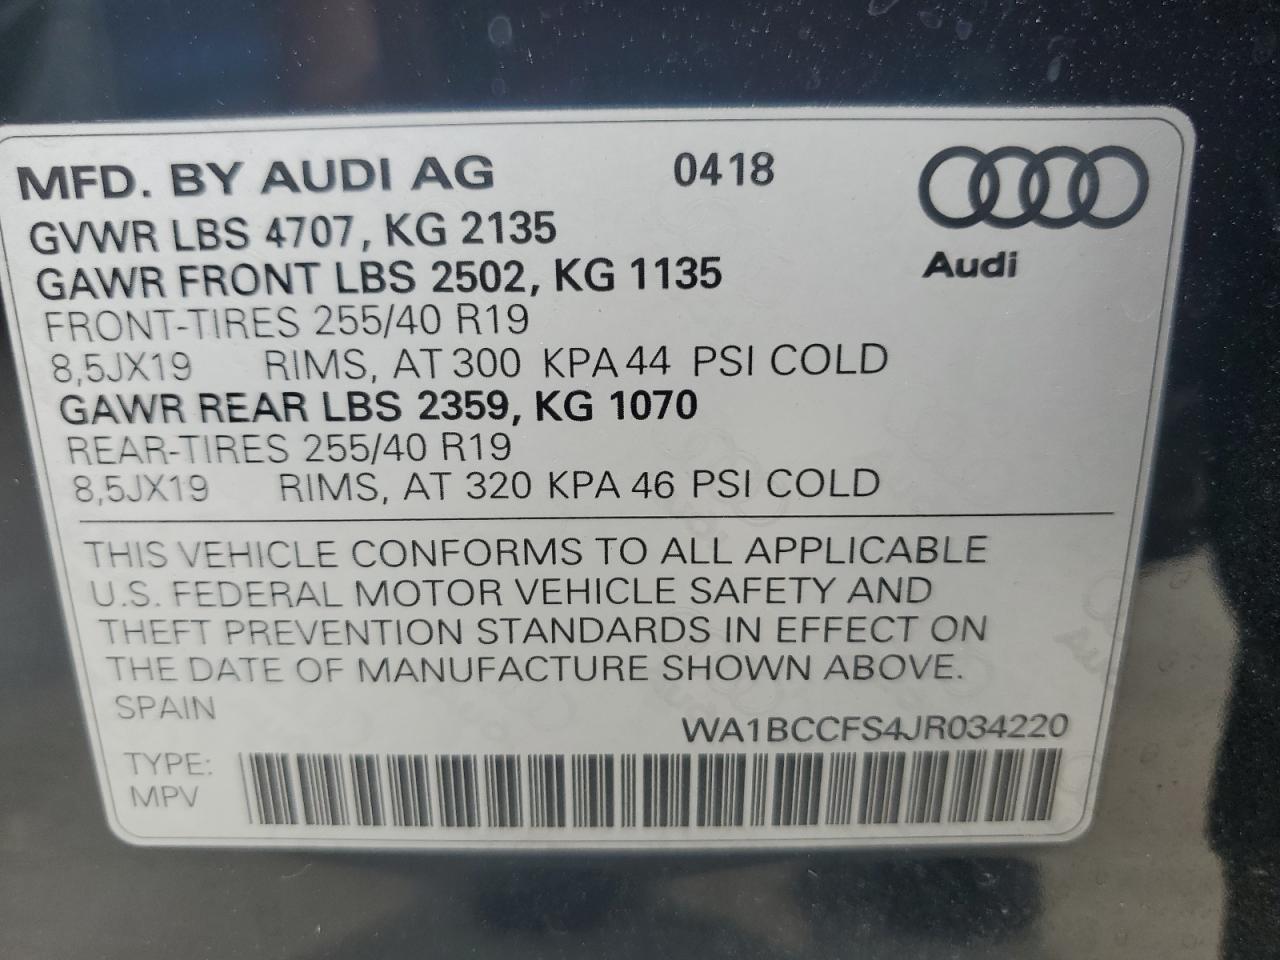 MFD. BY AUDI AG 0418
GVWR LBS 4707, KG 2135
GAWR FRONT LBS 2502, KG 1135
Audi
FRONT-TIRES 255/40 R19
8,5JX19 RIMS, AT 300 KPA 44 PSI COLD
GAWR REAR LBS 2359, KG 1070
REAR-TIRES 255/40 R19
8,5JX19 RIMS, AT 320 KPA 46 PSI COLD
THIS VEHICLE CONFORMS TO ALL APPLICABLE
U.S. FEDERAL MOTOR VEHICLE SAFETY AND
THEFT PREVENTION STANDARDS IN EFFECT ON
THE DATE OF MANUFACTURE SHOWN ABOVE.
SPAIN
WA1BCCFS4JR034220
TYPE:
MPV